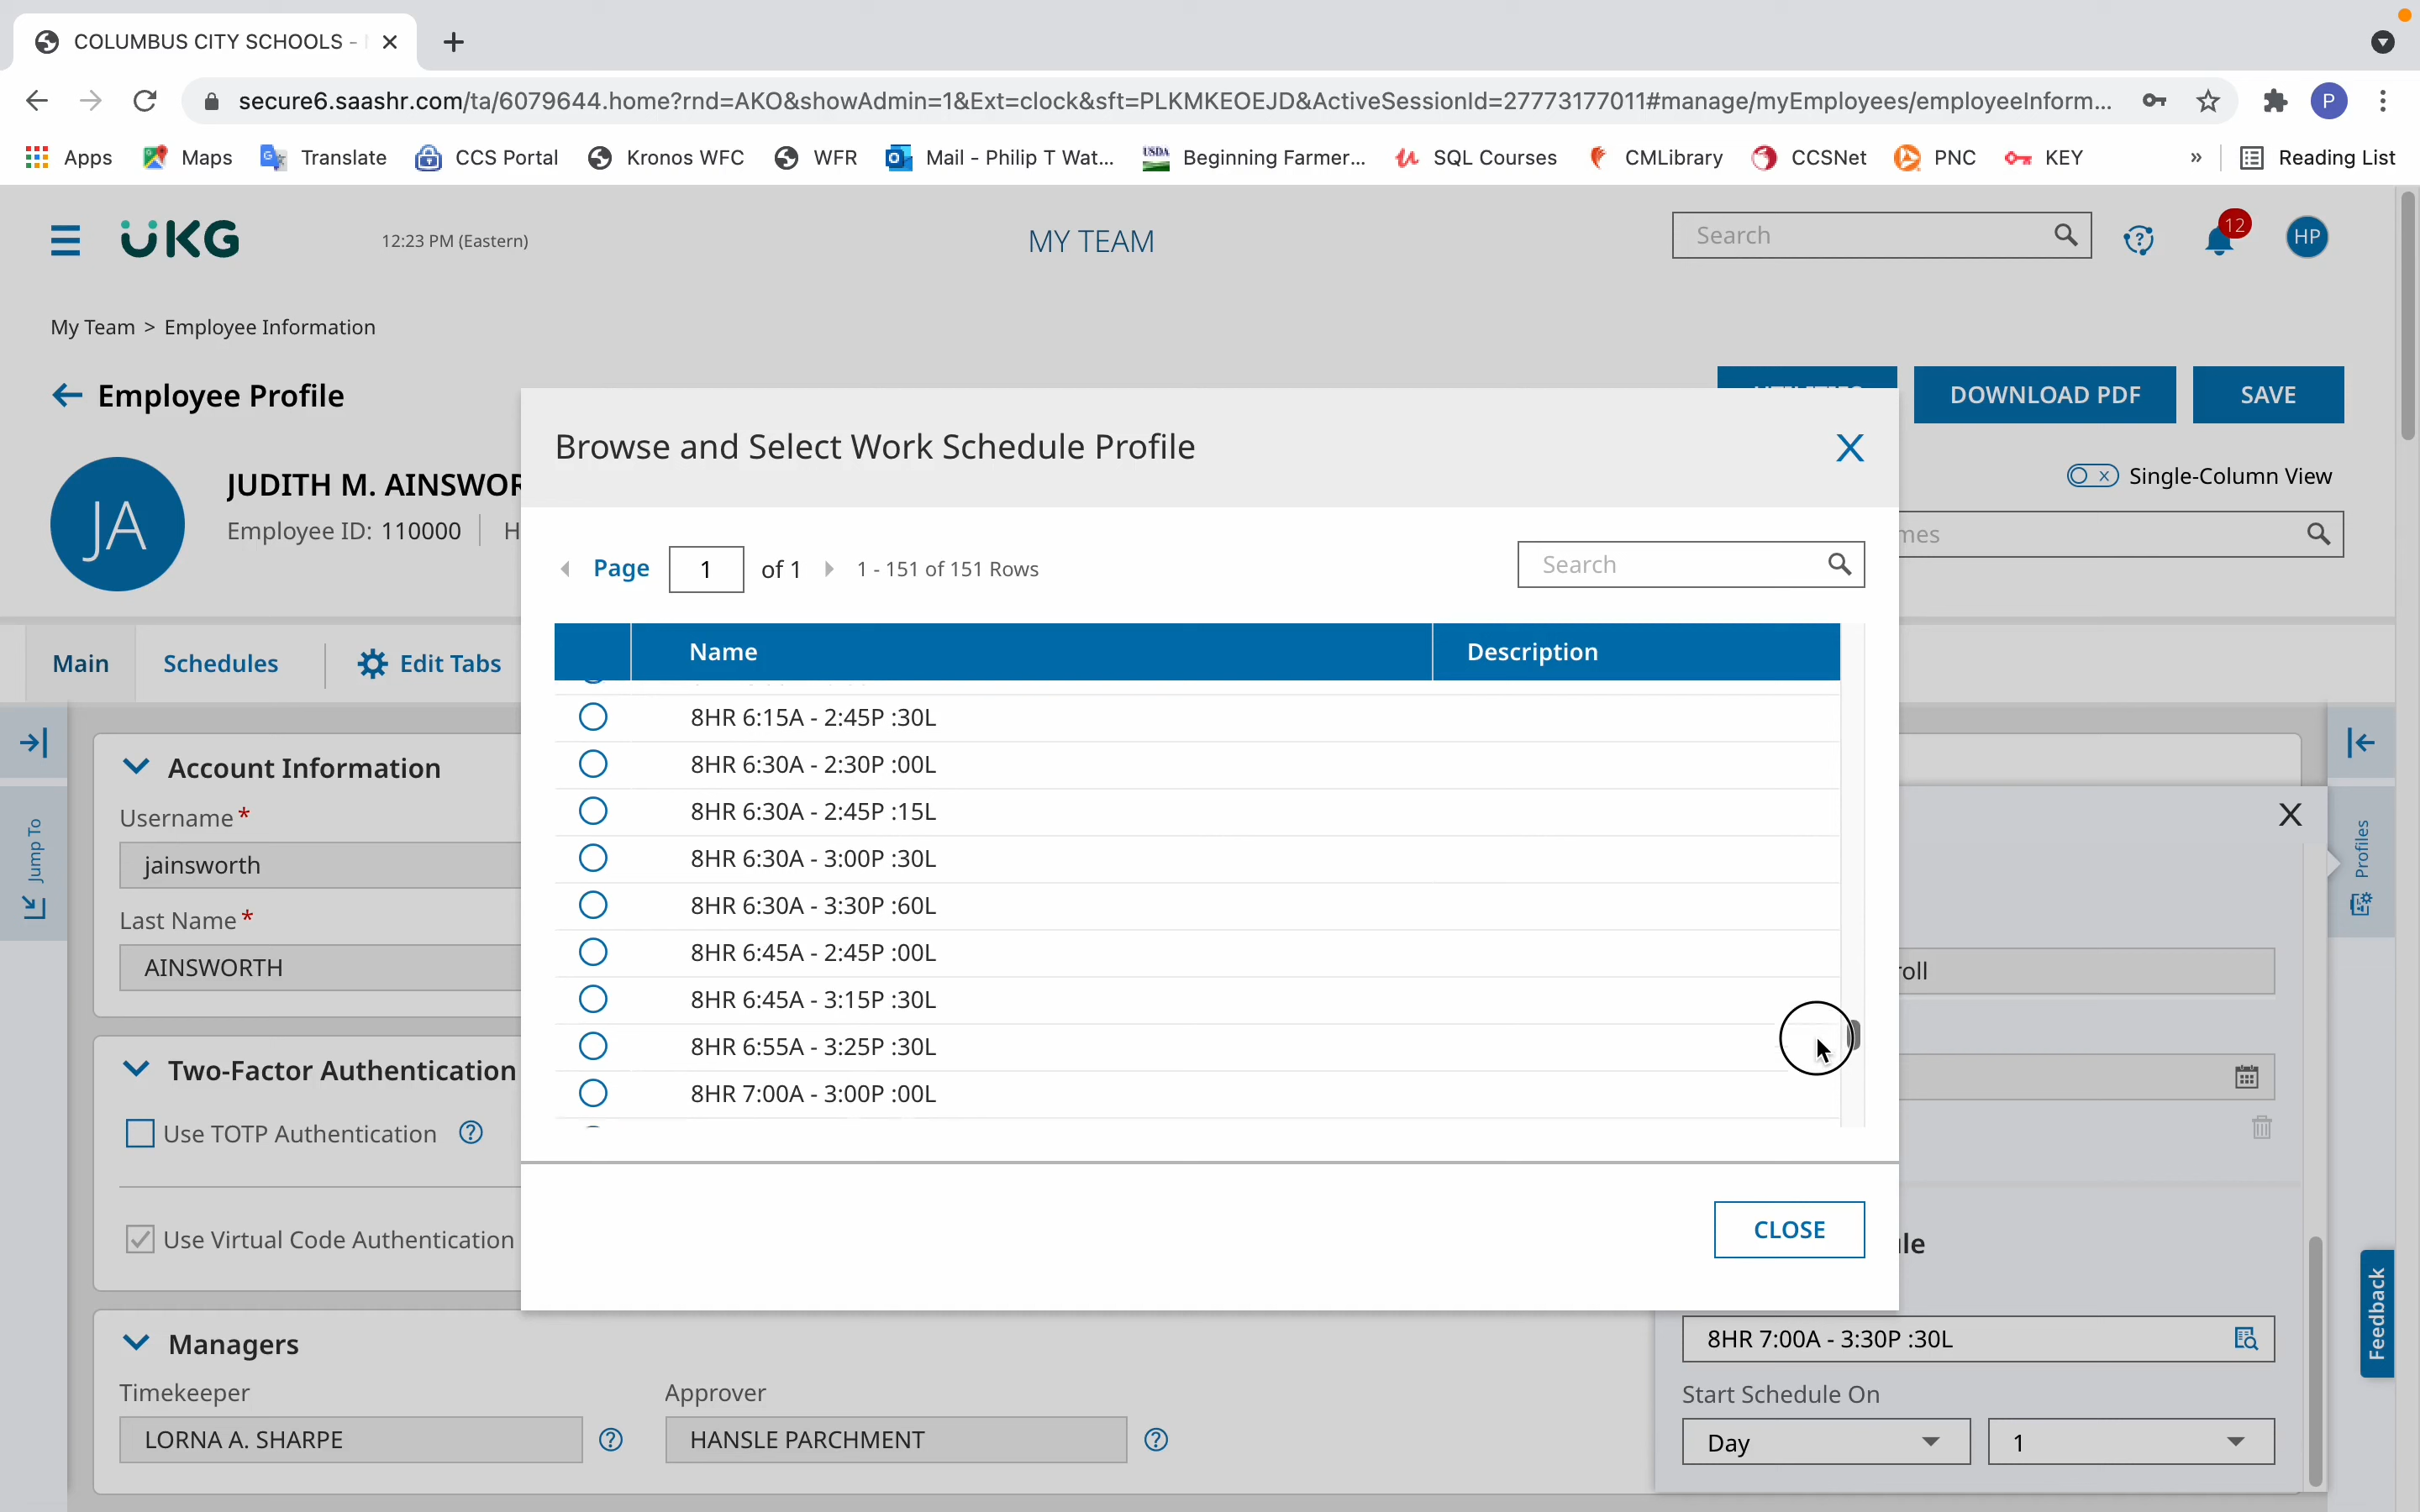 COLUMBUS CITY SCHOOLS -
secure6.saashr.com/ta/6079644.home?rnd=AKO&showAdmin=1&Ext=clock&sft=PLKMKEOEJD&ActiveSessionId=27773177011#manage/myEmployees/employeeInform...
P
Apps Maps Translate CCS Portal Kronos WFC WFR Mail - Philip T Wat... USDA Beginning Farmer... SQL Courses CMLibrary CCSNet PNC KEY » Reading List
UKG 12:23 PM (Eastern) MY TEAM Search 12 HP
My Team > Employee Information
Employee Profile DOWNLOAD PDF SAVE
JA JUDITH M. AINSWOR
Employee ID: 110000 H
Single-Column View
mes
Main Schedules Edit Tabs
Browse and Select Work Schedule Profile X
Page 1 of 1 1 - 151 of 151 Rows Search
Name Description
8HR 6:15A - 2:45P :30L
8HR 6:30A - 2:30P :00L
8HR 6:30A - 2:45P :15L
8HR 6:30A - 3:00P :30L
8HR 6:30A - 3:30P :60L
8HR 6:45A - 2:45P :00L
8HR 6:45A - 3:15P :30L
8HR 6:55A - 3:25P :30L
8HR 7:00A - 3:00P :00L
CLOSE
Jump To
Account Information
Username*
jainsworth
Last Name*
AINSWORTH
Two-Factor Authentication
Use TOTP Authentication
Use Virtual Code Authentication
Managers
Timekeeper Approver
LORNA A. SHARPE HANSLE PARCHMENT
X
Profiles
roll
le
8HR 7:00A - 3:30P :30L
Start Schedule On
Day 1
Feedback